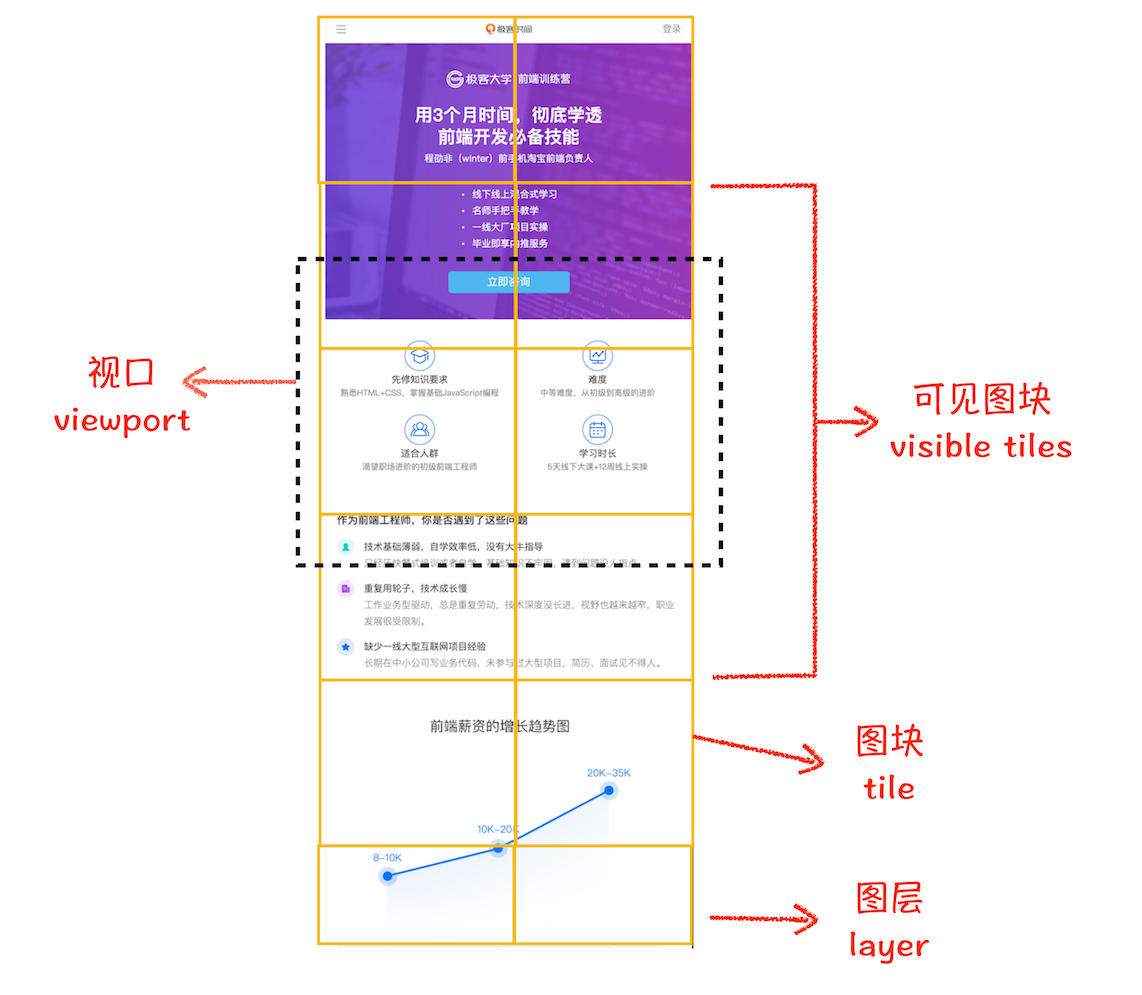 极客时间
登录
极客大学 前端训练营
用3个月时间，彻底学透
前端开发必备技能
程劭非（winter）前手机淘宝前端负责人
· 线下线上混合式学习
· 名师手把手教学
· 一线大厂项目实操
· 毕业即享内推服务
立即咨询
视口
viewport
先修知识要求
熟悉HTML+CSS，掌握基础JavaScript编程
难度
中等难度，从初级到高级的进阶
适合人群
渴望职场进阶的初级前端工程师
学习时长
5天线下大课+12周线上实操
可见图块
visible tiles
作为前端工程师，你是否遇到了这些问题
技术基础薄弱，自学效率低，没有大牛指导
重复用轮子，技术成长慢
工作业务型驱动，总是重复劳动，技术深度没长进，视野也越来越窄，职业
发展很受限制。
缺少一线大型互联网项目经验
长期在中小公司写业务代码，未参与过大型项目，简历、面试见不得人。
前端薪资的增长趋势图
图块
tile
20K-35K
10K-20K
8-10K
图层
layer